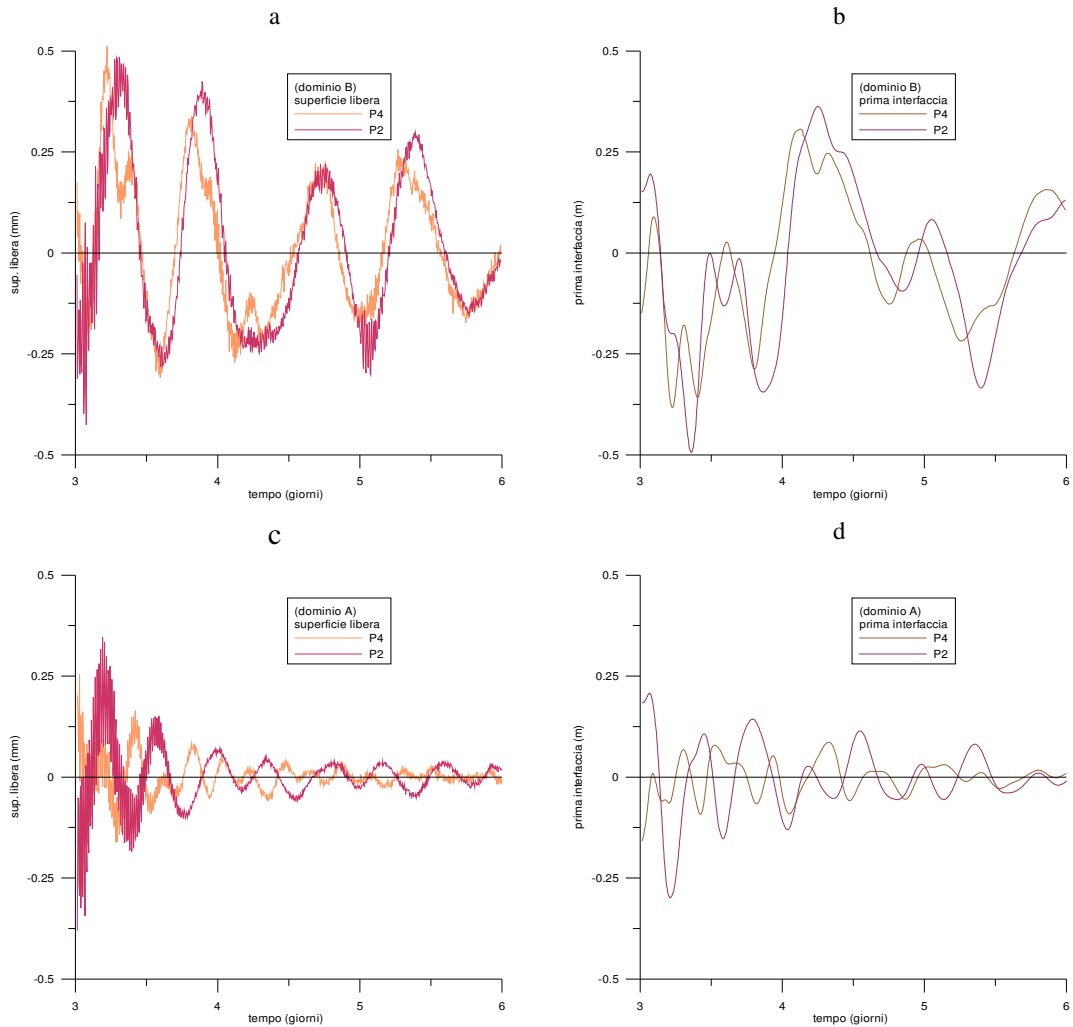 a
0.5
0.25
0
-0.25
-0.5
sup. libera (mm)
(dominio B)
superficie libera
P4
P2
3
4
5
6
tempo (giorni)
b
0.5
0.25
0
-0.25
-0.5
prima interfaccia (m)
(dominio B)
prima interfaccia
P4
P2
3
4
5
6
tempo (giorni)
c
0.5
0.25
0
-0.25
-0.5
sup. libera (mm)
(dominio A)
superficie libera
P4
P2
3
4
5
6
tempo (giorni)
d
0.5
0.25
0
-0.25
-0.5
prima interfaccia (m)
(dominio A)
prima interfaccia
P4
P2
3
4
5
6
tempo (giorni)